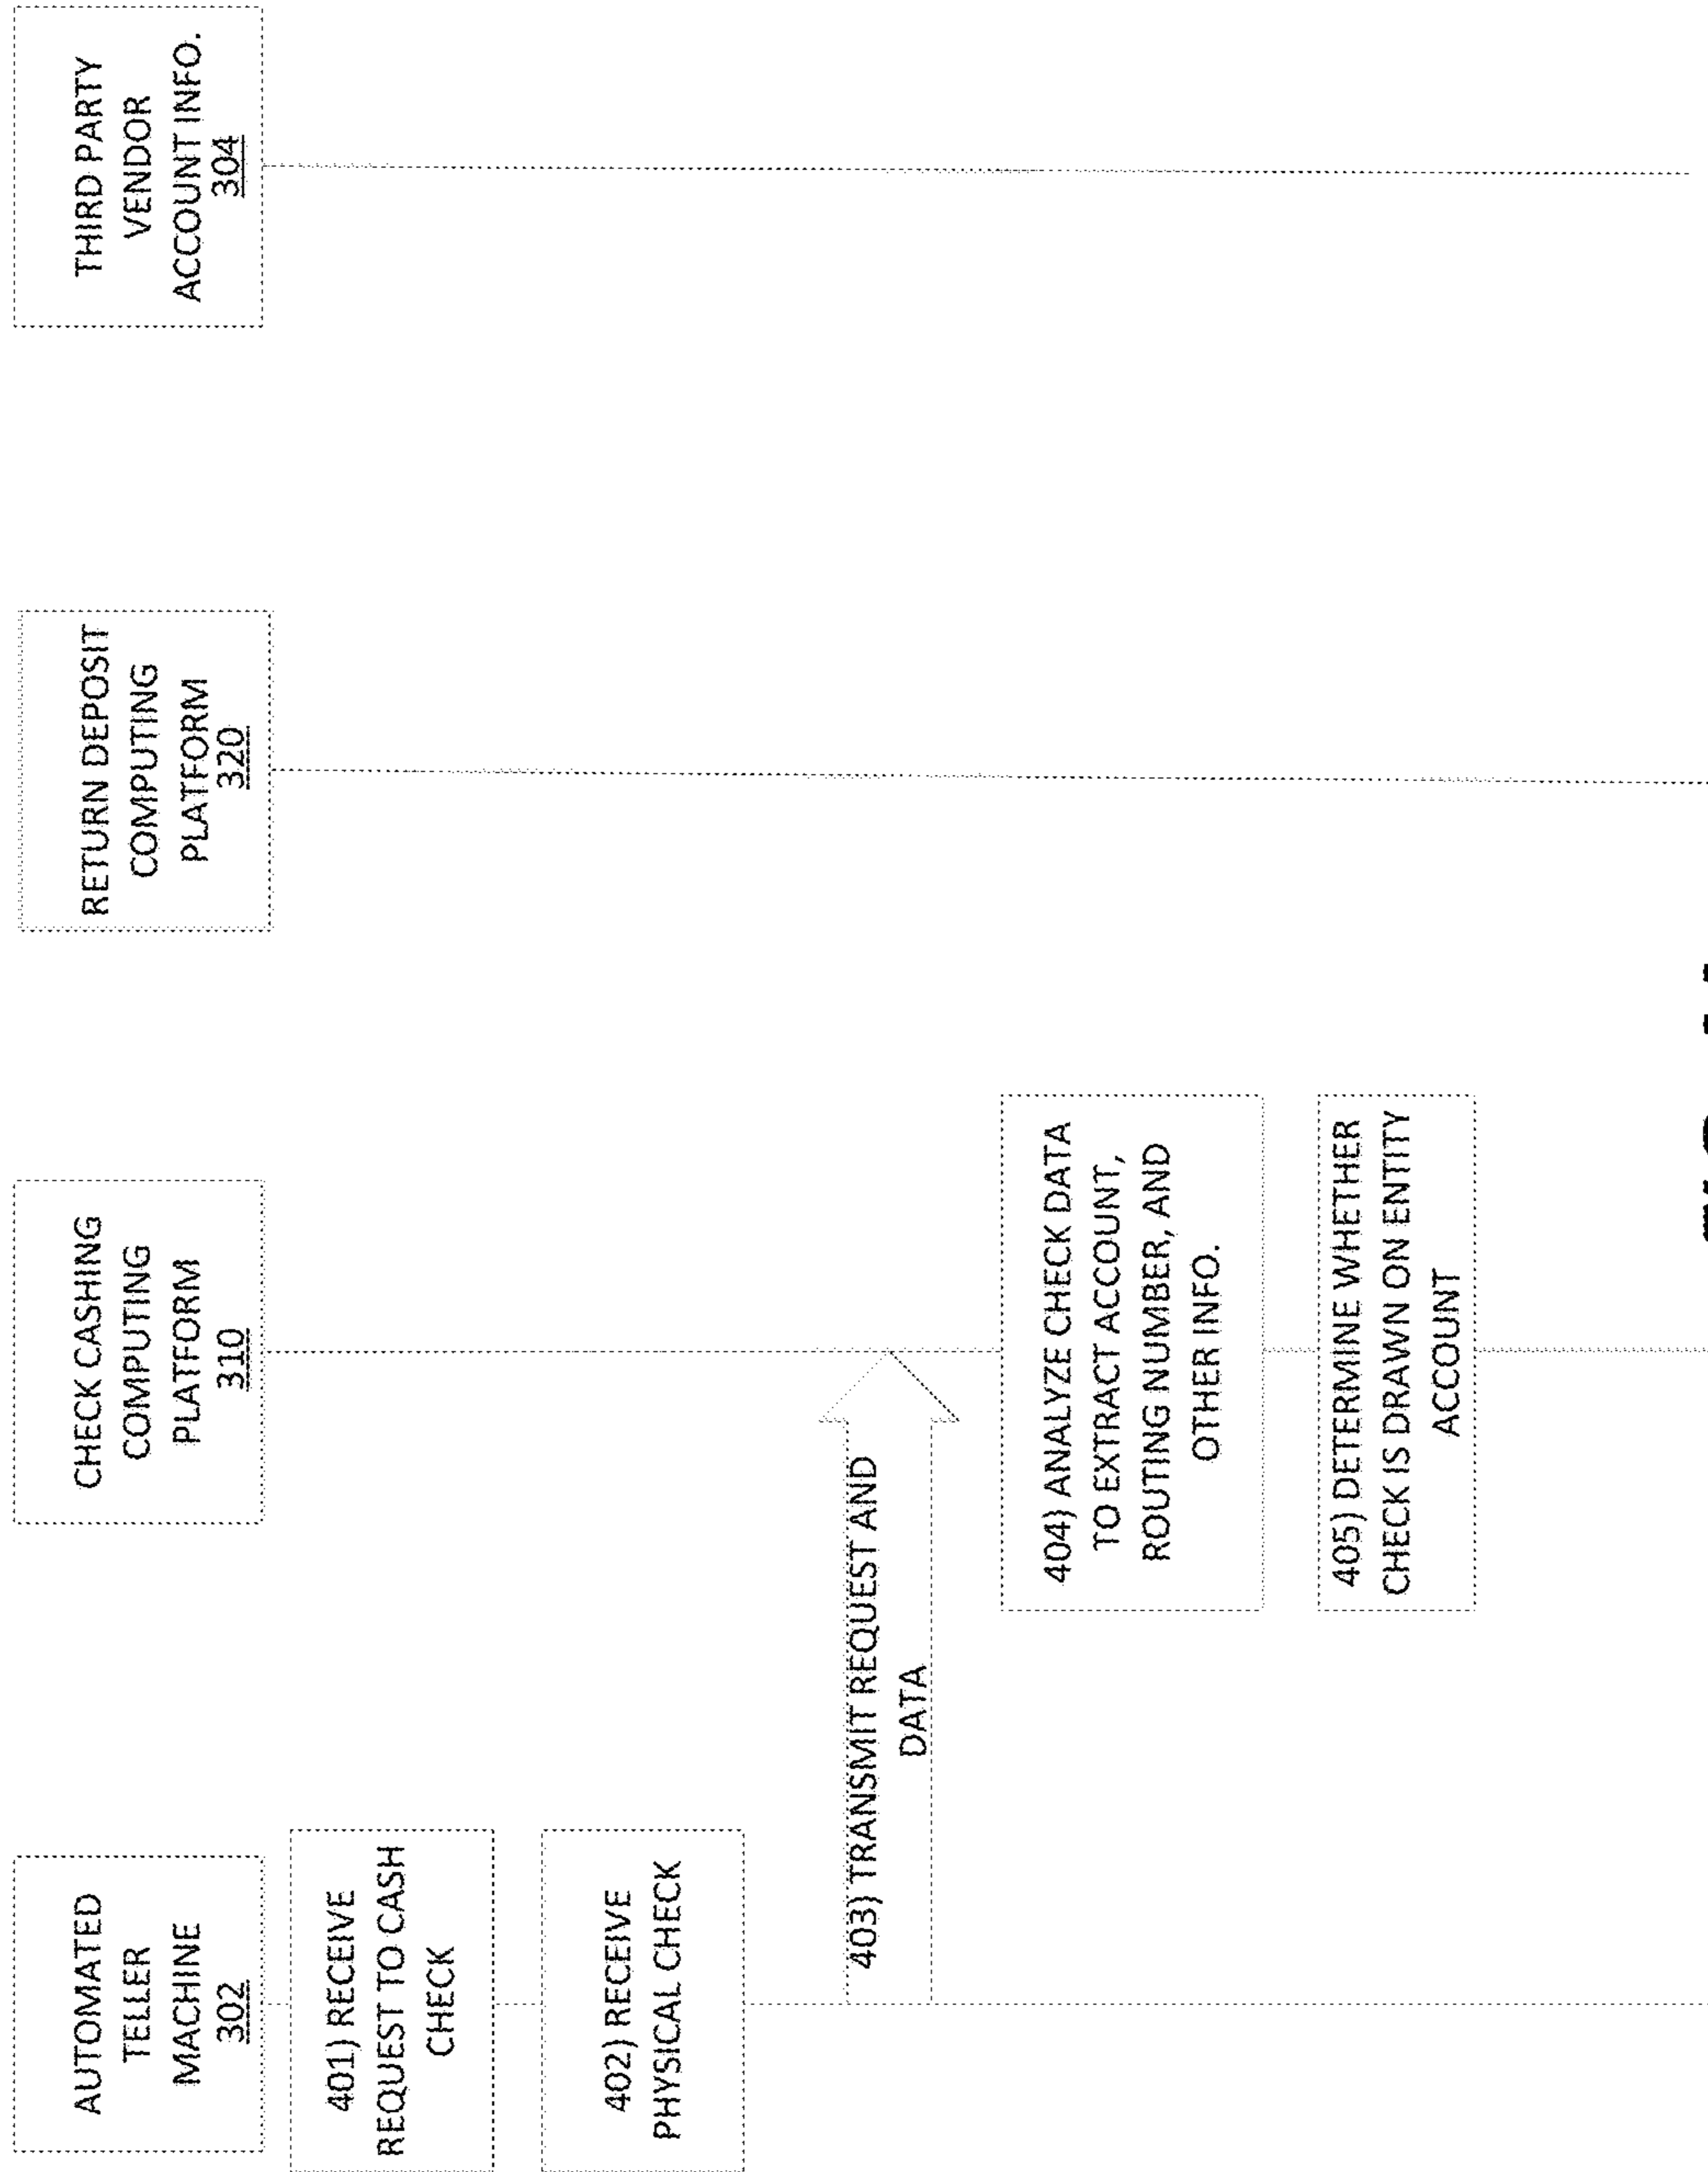 AUTOMATED
TELLER
MACHINE
302
CHECK CASHING
COMPUTING
PLATFORM
310
RETURN DEPOSIT
COMPUTING
PLATFORM
320
THIRD PARTY
VENDOR
ACCOUNT INFO.
304
401) RECEIVE
REQUEST TO CASH
CHECK
402) RECEIVE
PHYSICAL CHECK
403) TRANSMIT REQUEST AND
DATA
404) ANALYZE CHECK DATA
TO EXTRACT ACCOUNT,
ROUTING NUMBER, AND
OTHER INFO.
405) DETERMINE WHETHER
CHECK IS DRAWN ON ENTITY
ACCOUNT